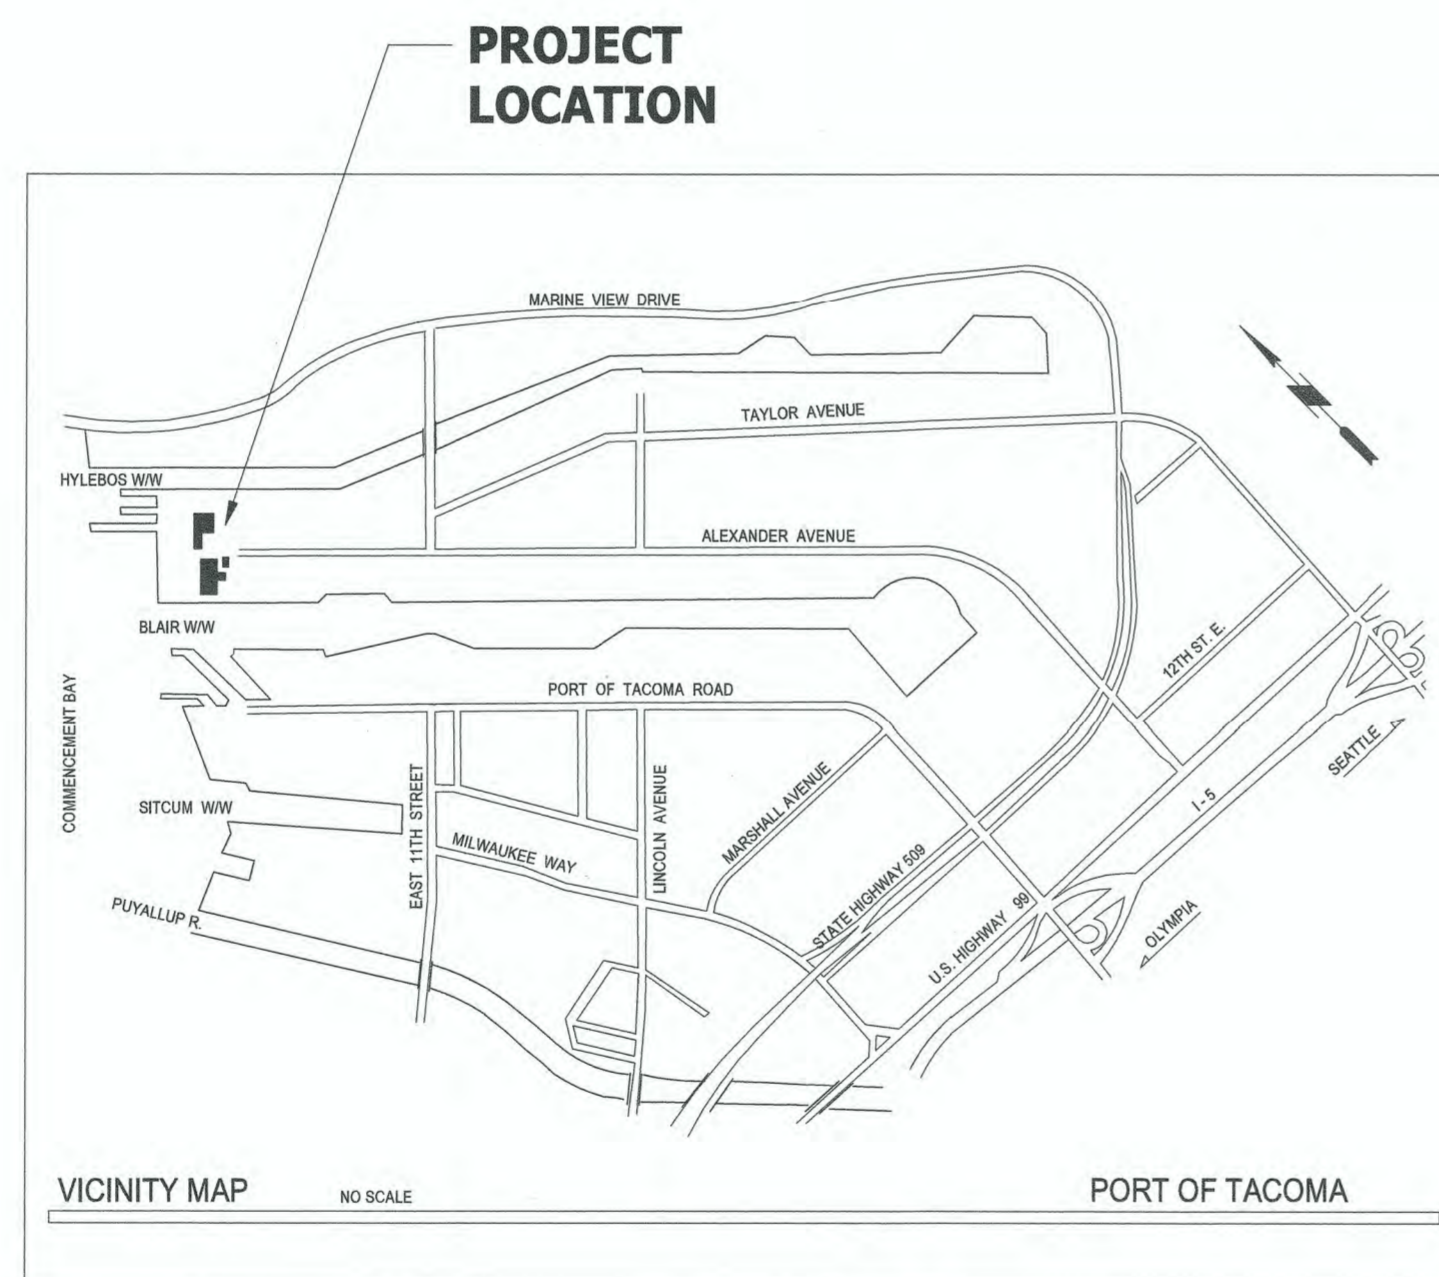 PROJECT
LOCATION
MARINE VIEW DRIVE
TAYLOR AVENUE
HYLEBOS W/W
ALEXANDER AVENUE
BLAIR W/W
12TH ST. E.
PORT OF TACOMA ROAD
COMMENCEMENT BAY
SEATTLE
SITCUM W/W
EAST 11TH STREET
LINCOLN AVENUE
MARSHALL AVENUE
I - 5
MILWAUKEE WAY
STATE HIGHWAY 509
PUYALLUP R.
U.S. HIGHWAY 99
OLYMPIA
VICINITY MAP
NO SCALE
PORT OF TACOMA